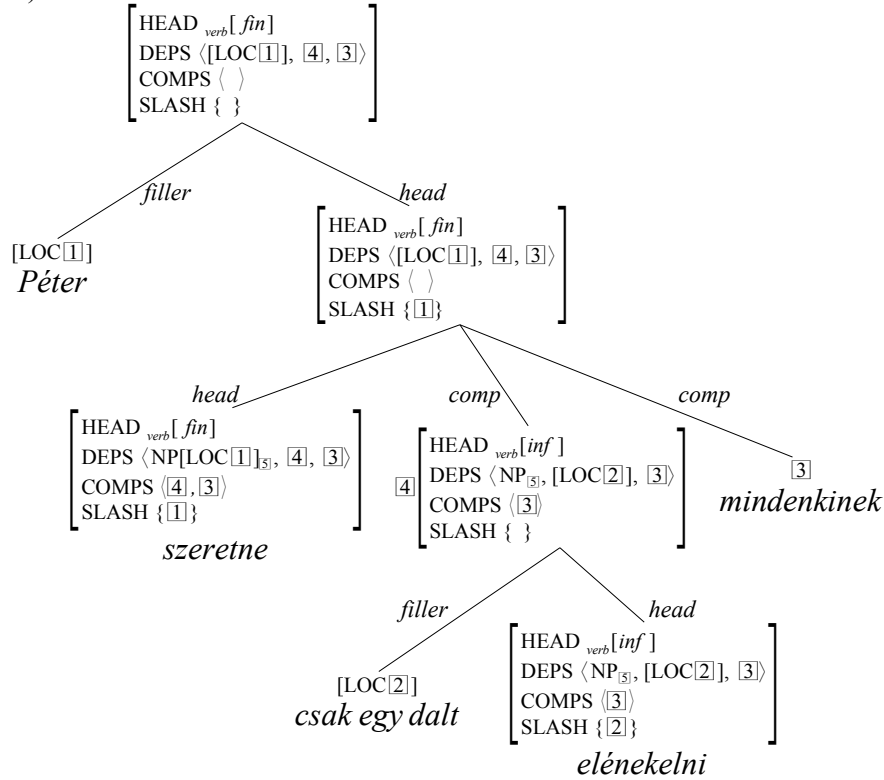 )
HEAD verb[ fin]
DEPS ⟨[LOC[1]], [4], [3]⟩
COMPS ⟨ ⟩
SLASH { }
filler
head
[LOC[1]]
Péter
HEAD verb[ fin]
DEPS ⟨[LOC[1]], [4], [3]⟩
COMPS ⟨ ⟩
SLASH {[1]}
head
comp
comp
HEAD verb[ fin]
DEPS ⟨NP[LOC[1]][5], [4], [3]⟩
COMPS ⟨[4], [3]⟩
SLASH {[1]}
szeretne
[4]
HEAD verb[inf ]
DEPS ⟨NP[5], [LOC[2]], [3]⟩
COMPS ⟨[3]⟩
SLASH { }
[3]
mindenkinek
filler
head
[LOC[2]]
csak egy dalt
HEAD verb[inf ]
DEPS ⟨NP[5], [LOC[2]], [3]⟩
COMPS ⟨[3]⟩
SLASH {[2]}
elénekelni